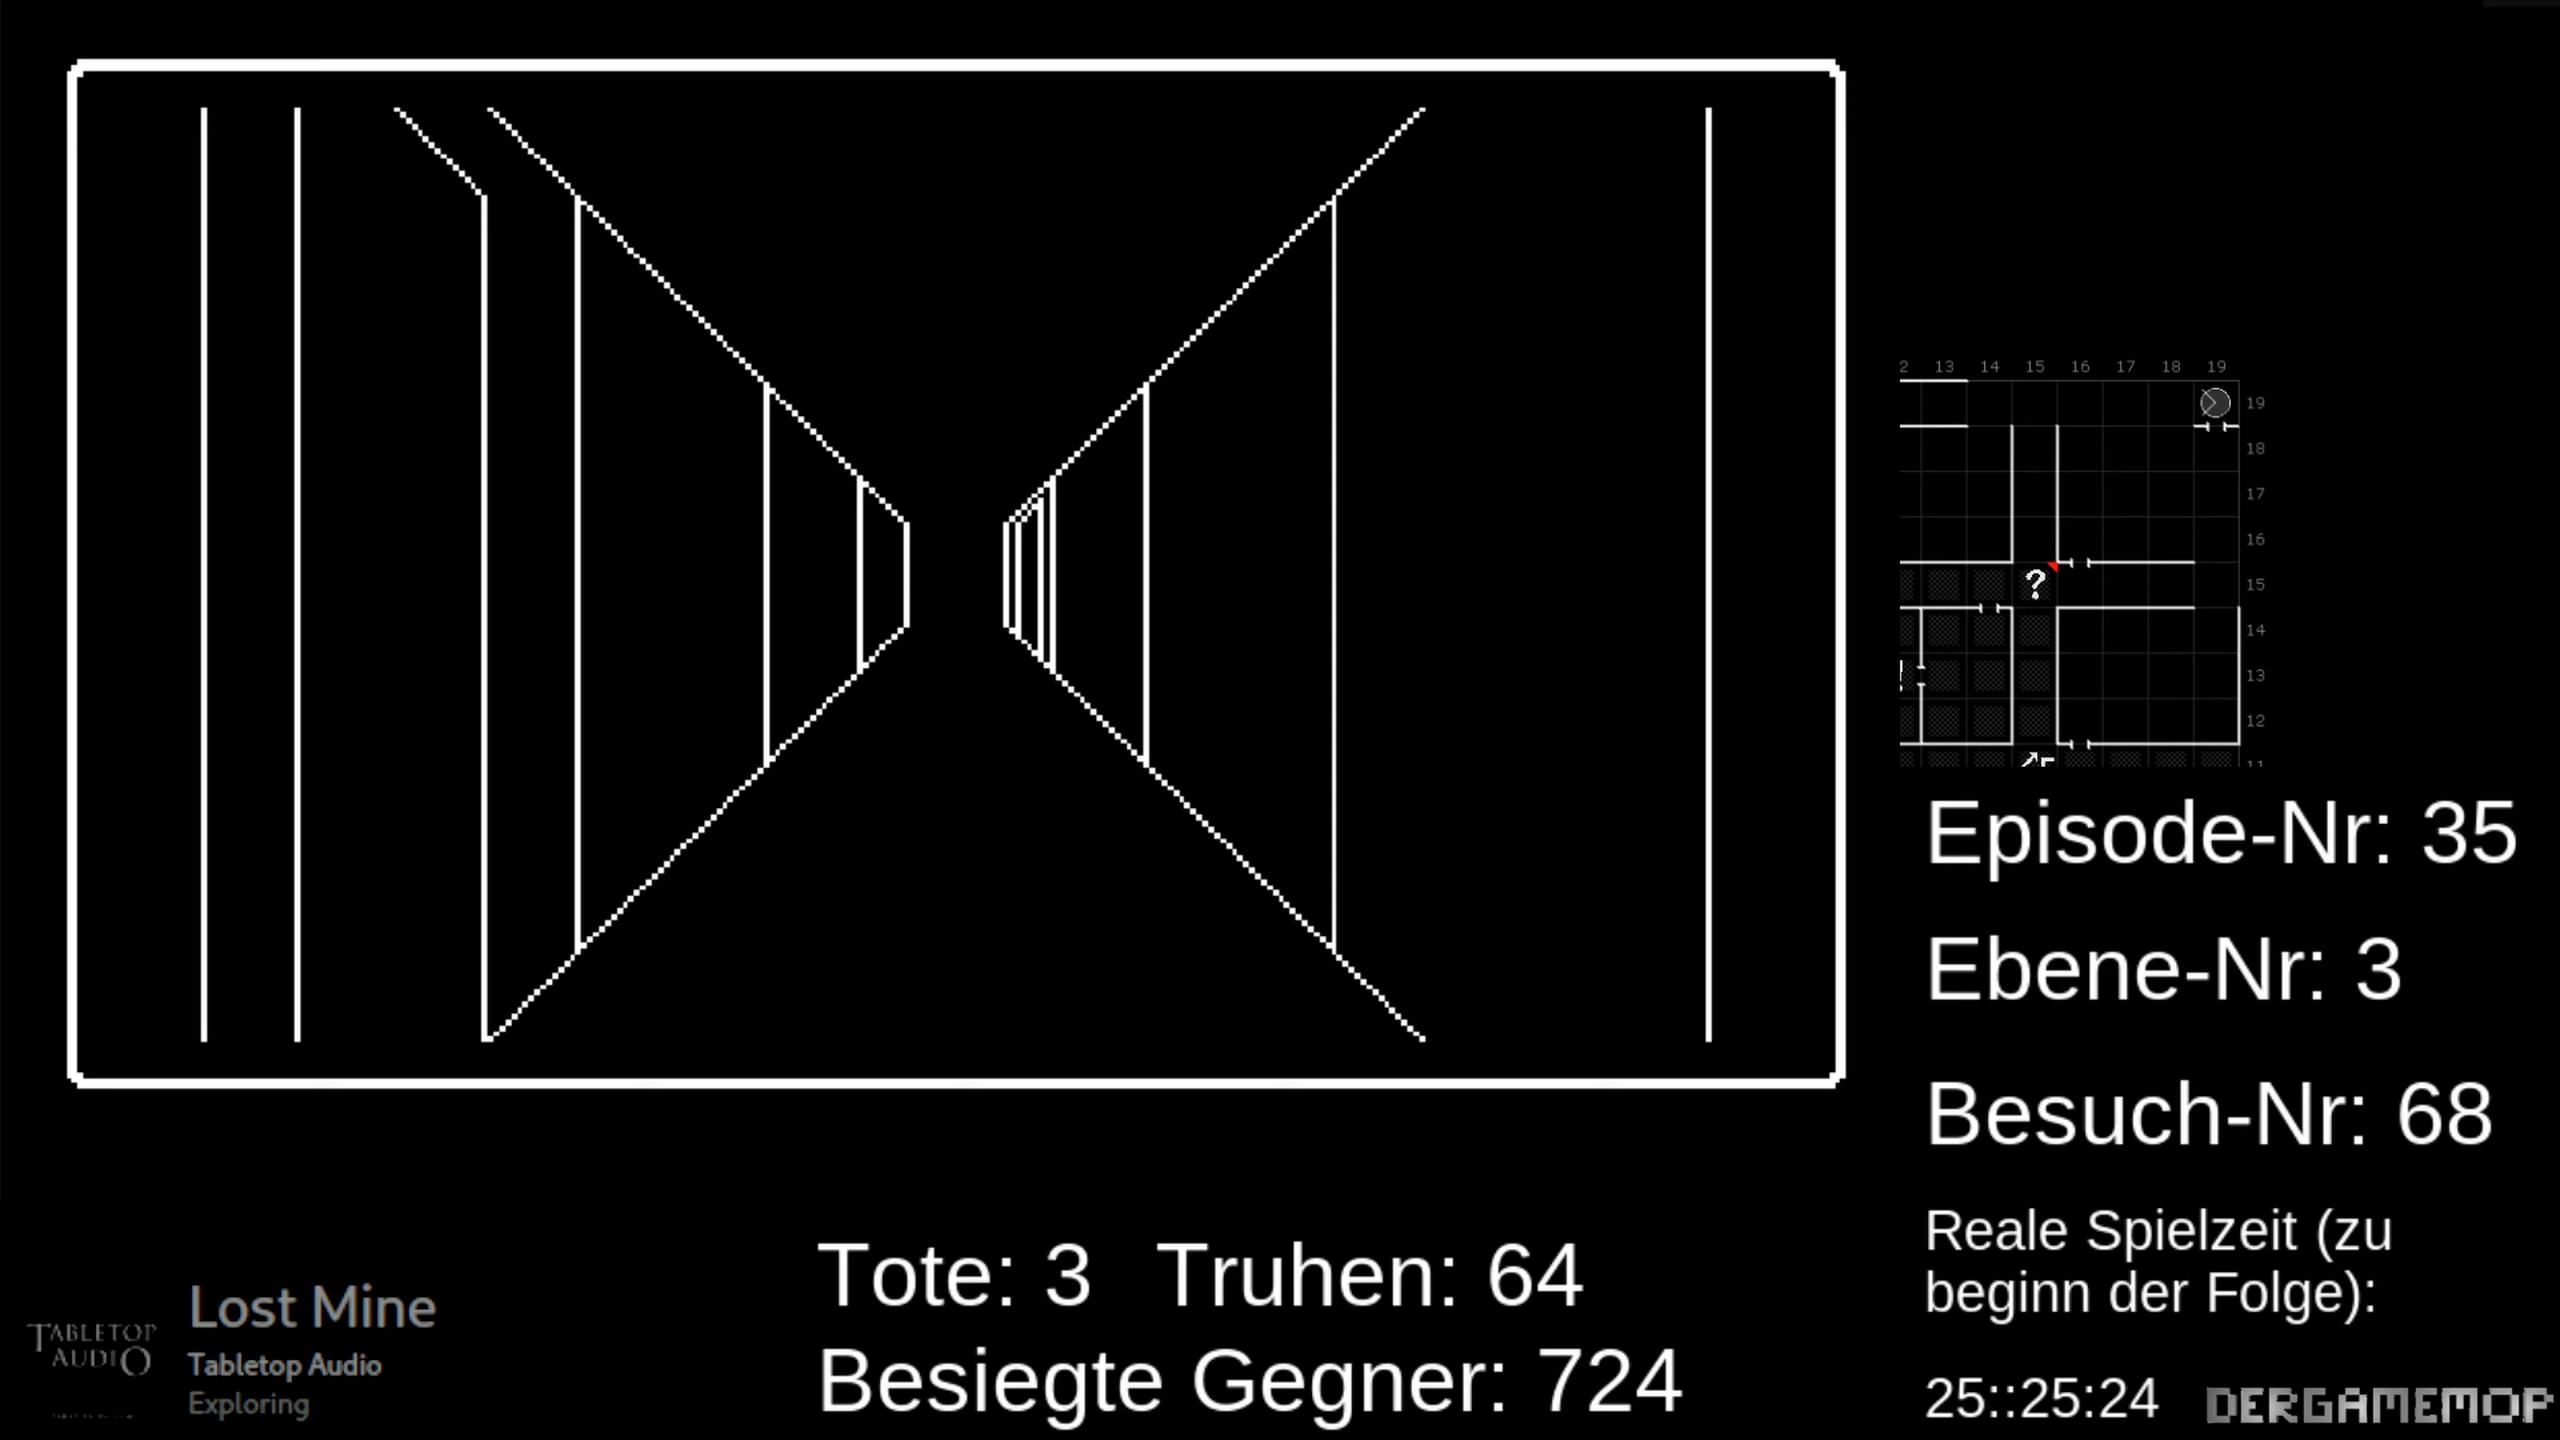 2 13 14 15 16 17 18 19
19
18
17
16
?
15
14
!
13
12
11
Episode-Nr: 35
Ebene-Nr: 3
Besuch-Nr: 68
Reale Spielzeit (zu
beginn der Folge):
25::25:24
Tote: 3 Truhen: 64
Besiegte Gegner: 724
TABLETOP
AUDIO
Lost Mine
Tabletop Audio
Exploring
DERGAMEMOP